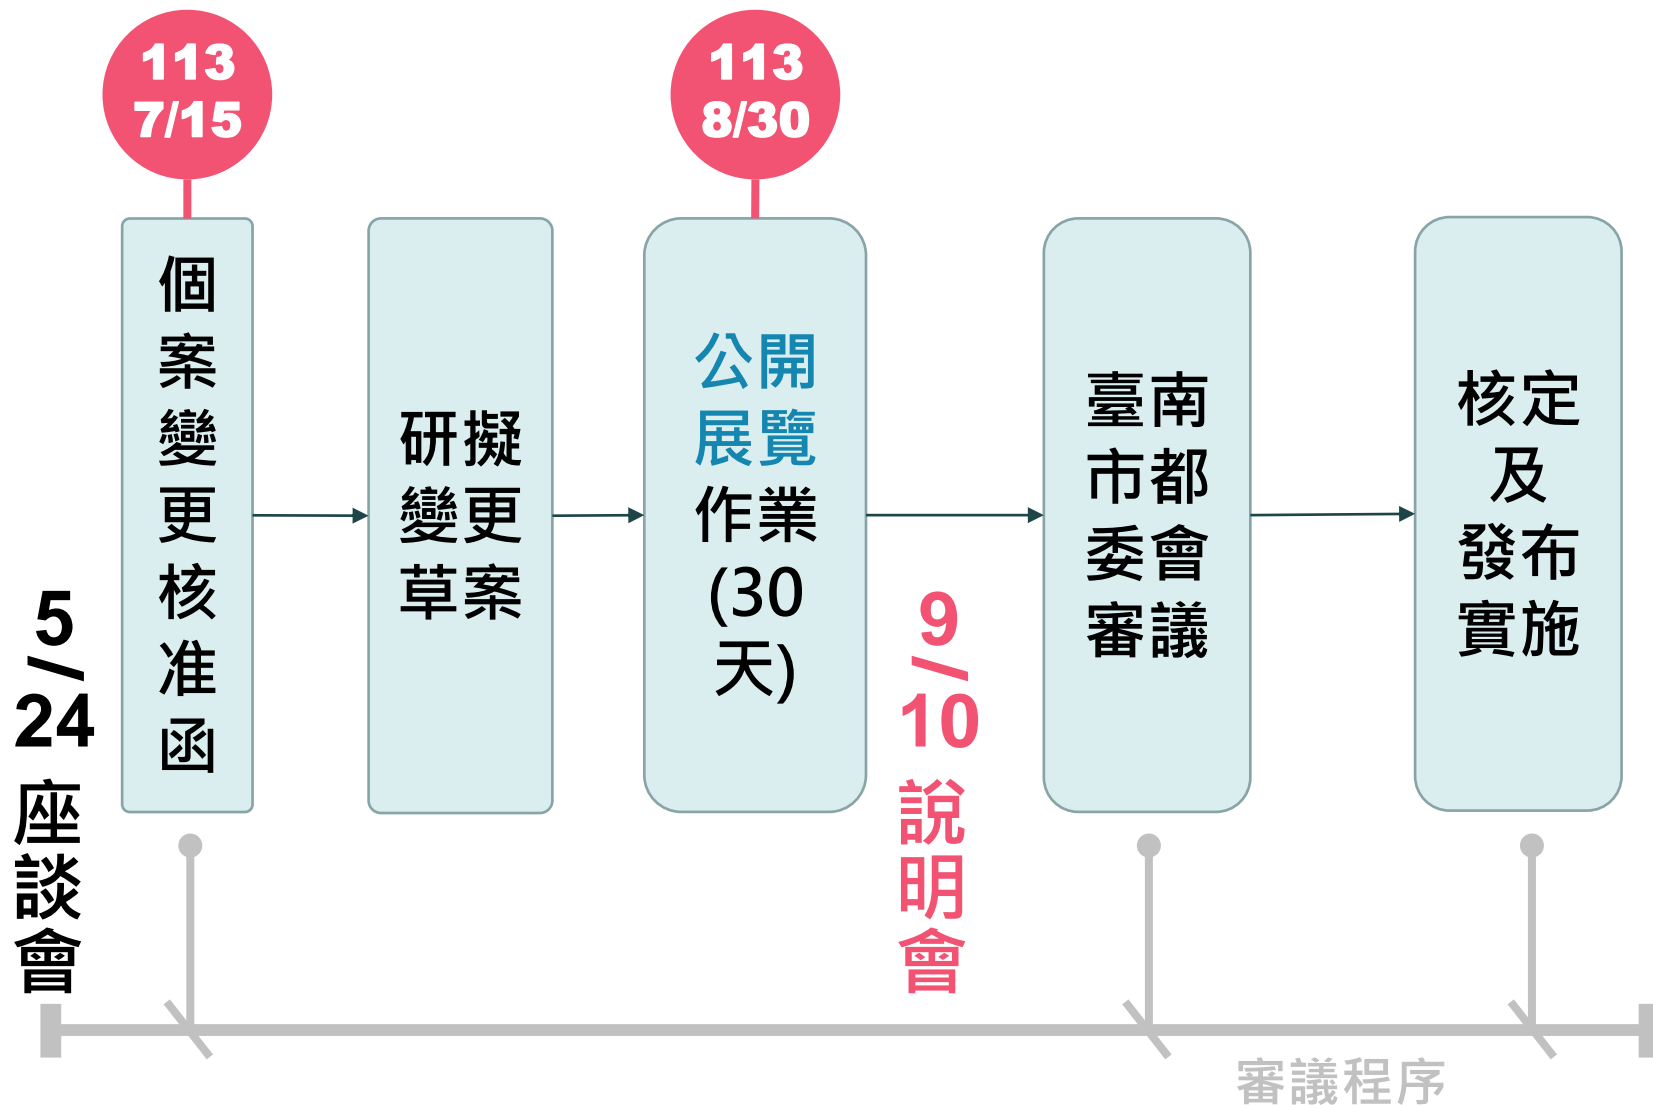 113
7/15
113
8/30
5
/
24
座
談
會
個
案
變
更
核
准
函
研擬
變更
草案
公開
展覽
作業
(30
天)
9
/
10
說
明
會
臺南
市都
委會
審議
核定
及
發布
實施
審議程序